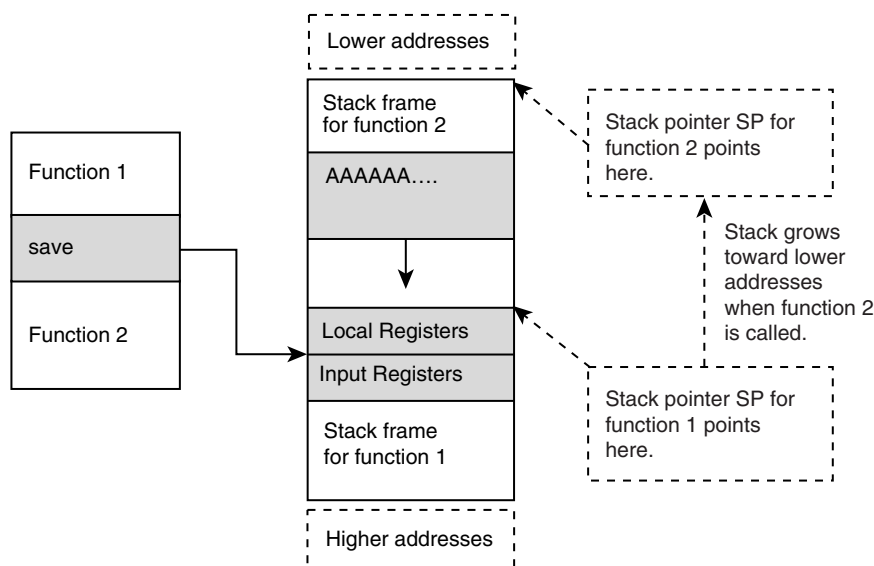 Lower addresses
Stack frame
for function 2
AAAAAA....
Local Registers
Input Registers
Stack frame
for function 1
Higher addresses
Function 1
save
Function 2
Stack pointer SP for
function 2 points
here.
Stack grows
toward lower
addresses
when function 2
is called.
Stack pointer SP for
function 1 points
here.